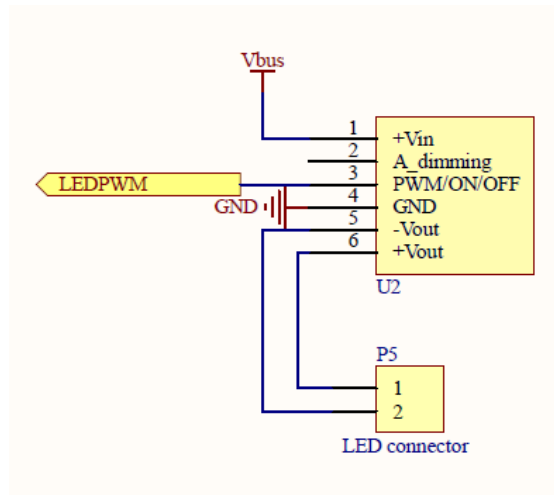 Vbus
1 +Vin
2 A_dimming
LEDPWM 3 PWM/ON/OFF
GND 4 GND
5 -Vout
6 +Vout
U2
P5
1
2
LED connector